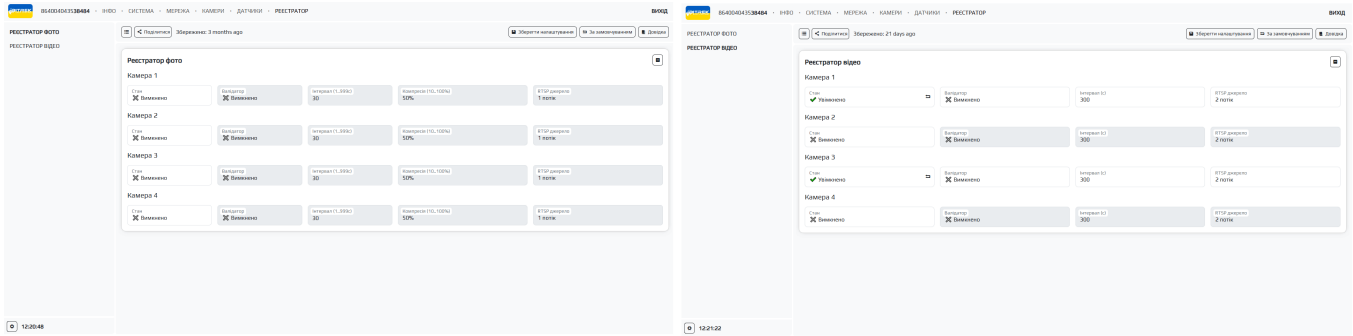 864004043538484 · ІНФО · СИСТЕМА · МЕРЕЖА · КАМЕРИ · ДАТЧИКИ · РЕЄСТРАТОР ВИХІД
РЕЄСТРАТОР ФОТО
РЕЄСТРАТОР ВІДЕО
Поділитися Збережено: 3 months ago Зберегти налаштування За замовчуванням Довідка
Реєстратор фото
Камера 1
Стан Валідатор Інтервал (1..999с) Компресія (10..100%) RTSP джерело
Вимкнено Вимкнено 30 50% 1 потік
Камера 2
Стан Валідатор Інтервал (1..999с) Компресія (10..100%) RTSP джерело
Вимкнено Вимкнено 30 50% 1 потік
Камера 3
Стан Валідатор Інтервал (1..999с) Компресія (10..100%) RTSP джерело
Вимкнено Вимкнено 30 50% 1 потік
Камера 4
Стан Валідатор Інтервал (1..999с) Компресія (10..100%) RTSP джерело
Вимкнено Вимкнено 30 50% 1 потік
12:20:48
864004043538484 · ІНФО · СИСТЕМА · МЕРЕЖА · КАМЕРИ · ДАТЧИКИ · РЕЄСТРАТОР ВИХІД
РЕЄСТРАТОР ФОТО
РЕЄСТРАТОР ВІДЕО
Поділитися Збережено: 21 days ago Зберегти налаштування За замовчуванням Довідка
Реєстратор відео
Камера 1
Стан Валідатор Інтервал (с) RTSP джерело
Увімкнено Вимкнено 300 2 потік
Камера 2
Стан Валідатор Інтервал (с) RTSP джерело
Вимкнено Вимкнено 300 2 потік
Камера 3
Стан Валідатор Інтервал (с) RTSP джерело
Увімкнено Вимкнено 300 2 потік
Камера 4
Стан Валідатор Інтервал (с) RTSP джерело
Вимкнено Вимкнено 300 2 потік
12:21:22